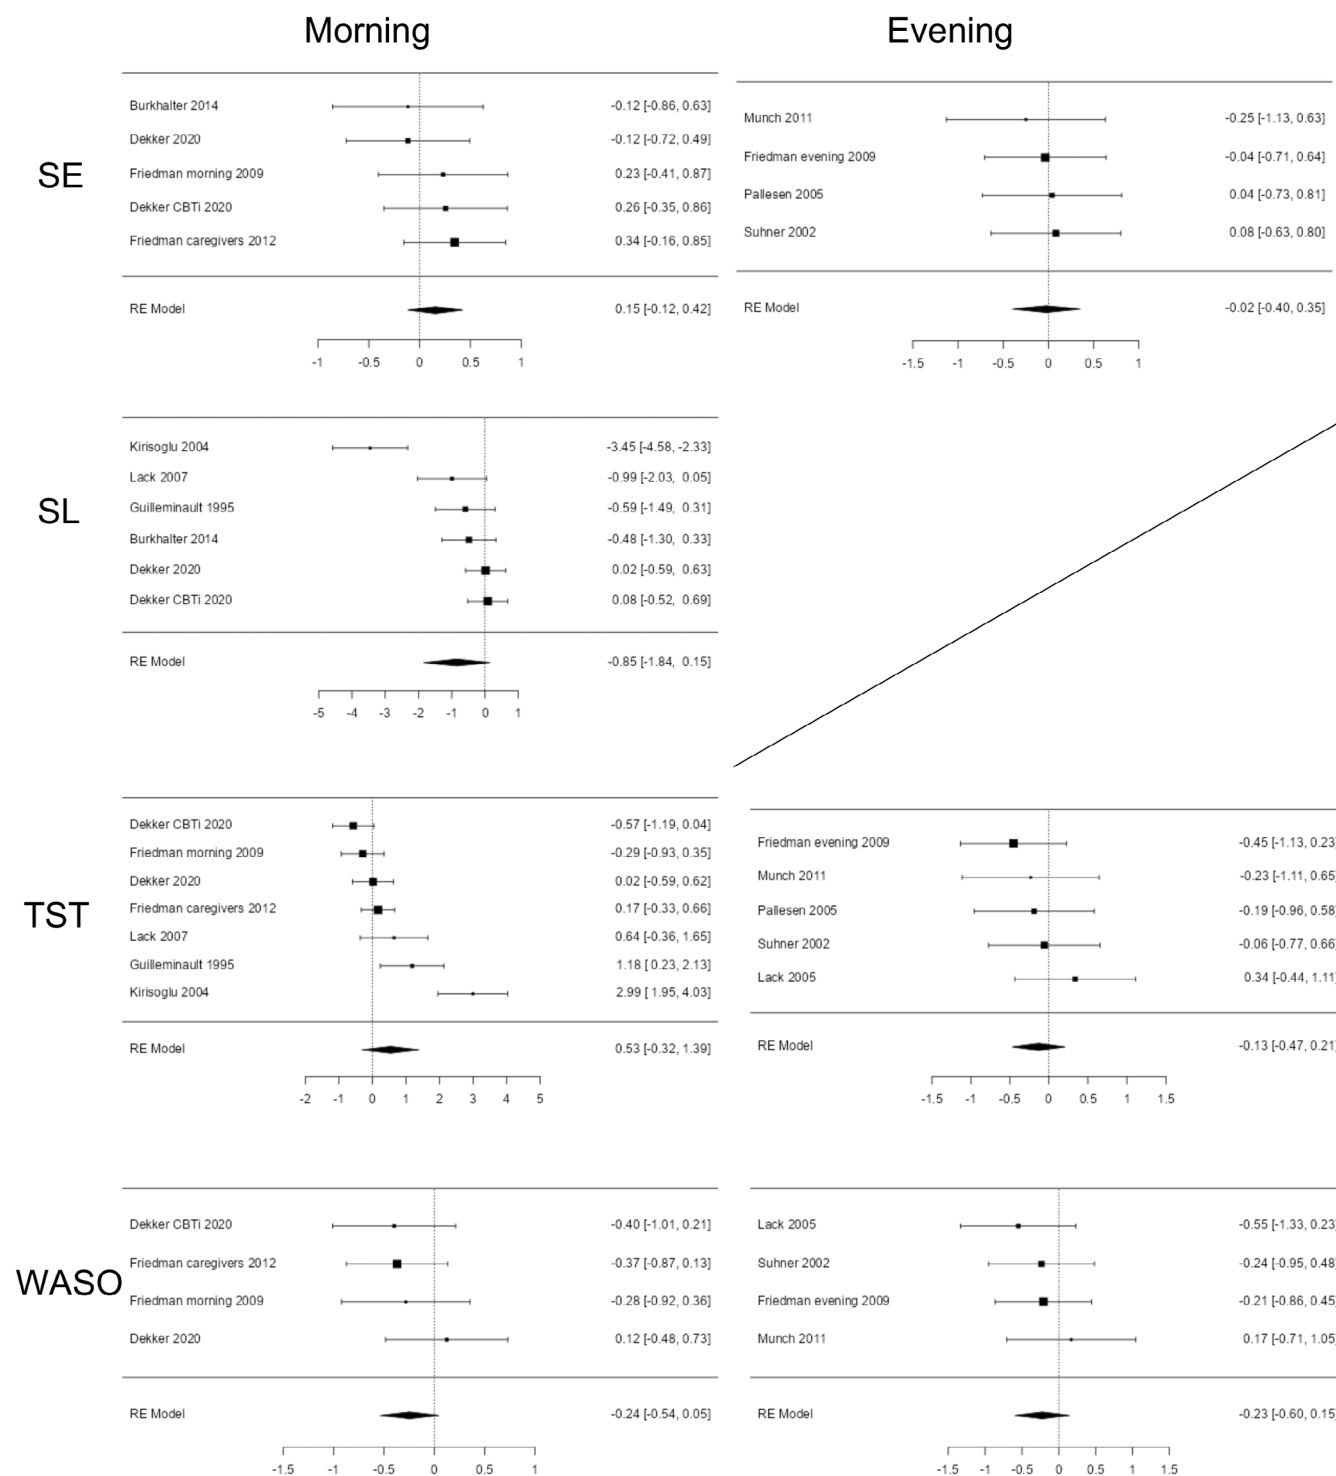 Morning
Evening
SE
Burkhalter 2014 -0.12 [-0.86, 0.63]
Dekker 2020 -0.12 [-0.72, 0.49]
Friedman morning 2009 0.23 [-0.41, 0.87]
Dekker CBTi 2020 0.26 [-0.35, 0.86]
Friedman caregivers 2012 0.34 [-0.16, 0.85]
RE Model 0.15 [-0.12, 0.42]
-1 -0.5 0 0.5 1
Munch 2011 -0.25 [-1.13, 0.63]
Friedman evening 2009 -0.04 [-0.71, 0.64]
Pallesen 2005 0.04 [-0.73, 0.81]
Suhner 2002 0.08 [-0.63, 0.80]
RE Model -0.02 [-0.40, 0.35]
-1.5 -1 -0.5 0 0.5 1
SL
Kirisoglu 2004 -3.45 [-4.58, -2.33]
Lack 2007 -0.99 [-2.03, 0.05]
Guilleminault 1995 -0.59 [-1.49, 0.31]
Burkhalter 2014 -0.48 [-1.30, 0.33]
Dekker 2020 0.02 [-0.59, 0.63]
Dekker CBTi 2020 0.08 [-0.52, 0.69]
RE Model -0.85 [-1.84, 0.15]
-5 -4 -3 -2 -1 0 1
TST
Dekker CBTi 2020 -0.57 [-1.19, 0.04]
Friedman morning 2009 -0.29 [-0.93, 0.35]
Dekker 2020 0.02 [-0.59, 0.62]
Friedman caregivers 2012 0.17 [-0.33, 0.66]
Lack 2007 0.64 [-0.36, 1.65]
Guilleminault 1995 1.18 [ 0.23, 2.13]
Kirisoglu 2004 2.99 [ 1.95, 4.03]
RE Model 0.53 [-0.32, 1.39]
-2 -1 0 1 2 3 4 5
Friedman evening 2009 -0.45 [-1.13, 0.23]
Munch 2011 -0.23 [-1.11, 0.65]
Pallesen 2005 -0.19 [-0.96, 0.58]
Suhner 2002 -0.06 [-0.77, 0.66]
Lack 2005 0.34 [-0.44, 1.11]
RE Model -0.13 [-0.47, 0.21]
-1.5 -1 -0.5 0 0.5 1 1.5
WASO
Dekker CBTi 2020 -0.40 [-1.01, 0.21]
Friedman caregivers 2012 -0.37 [-0.87, 0.13]
Friedman morning 2009 -0.28 [-0.92, 0.36]
Dekker 2020 0.12 [-0.48, 0.73]
RE Model -0.24 [-0.54, 0.05]
-1.5 -1 -0.5 0 0.5 1
Lack 2005 -0.55 [-1.33, 0.23]
Suhner 2002 -0.24 [-0.95, 0.48]
Friedman evening 2009 -0.21 [-0.86, 0.45]
Munch 2011 0.17 [-0.71, 1.05]
RE Model -0.23 [-0.60, 0.15]
-1.5 -1 -0.5 0 0.5 1 1.5